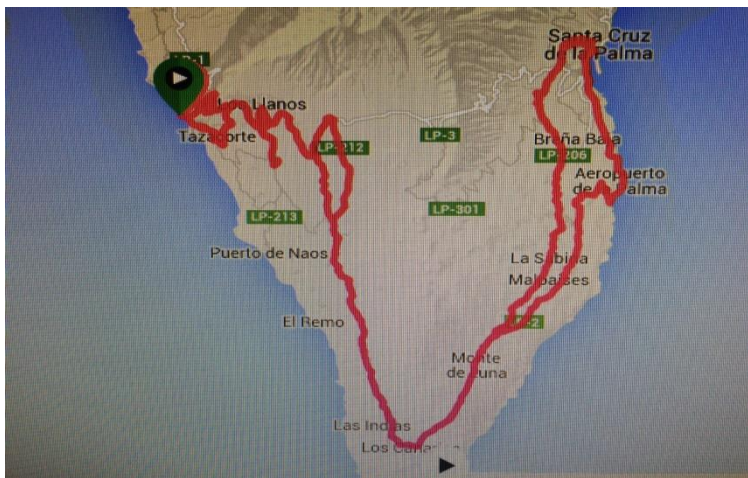 Santa Cruz
de la Palma
LP-1
Los Llanos
Tazacorte
LP-212
LP-3
Breña Baja
LP-206
Aeropuerto
de Palma
LP-301
LP-213
Puerto de Naos
La Sabina
Malpaises
El Remo
LP-2
Monte
de Luna
Las Indias
Los